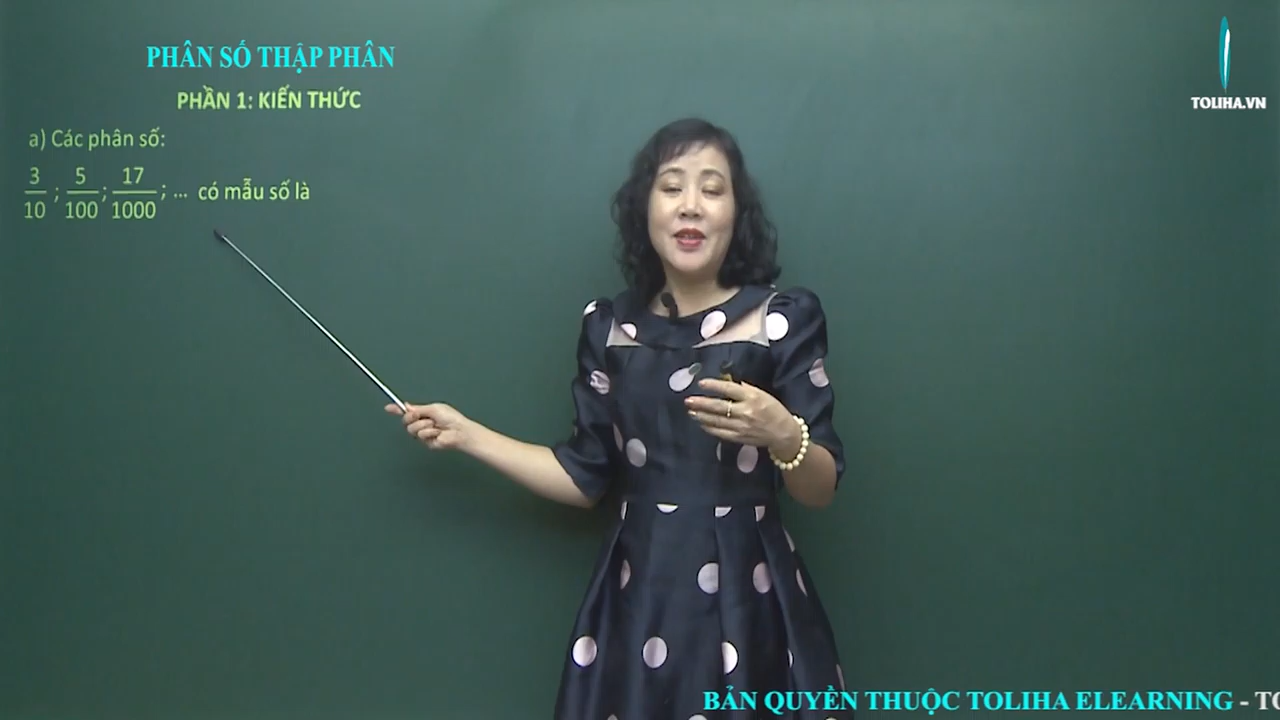 PHÂN SỐ THẬP PHÂN
PHẦN 1: KIẾN THỨC
a) Các phân số:
3/10 ; 5/100 ; 17/1000 ; ... có mẫu số là
TOLIHA.VN
BẢN QUYỀN THUỘC TOLIHA ELEARNING -